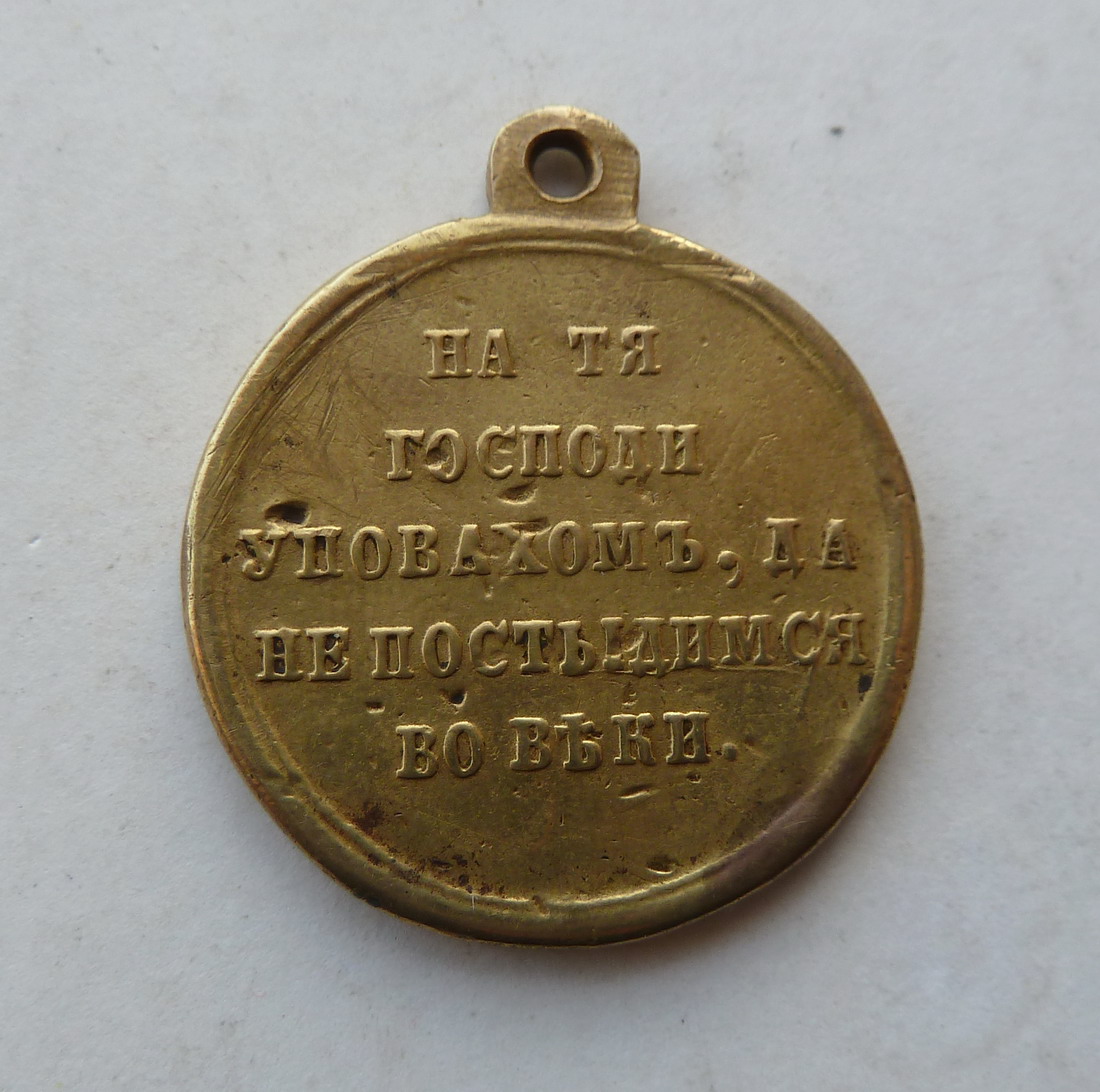 НА ТЯ
ГОСПОДИ
УПОВАХОМЪ, ДА
НЕ ПОСТЫДИМСЯ
ВО ВѢКИ.